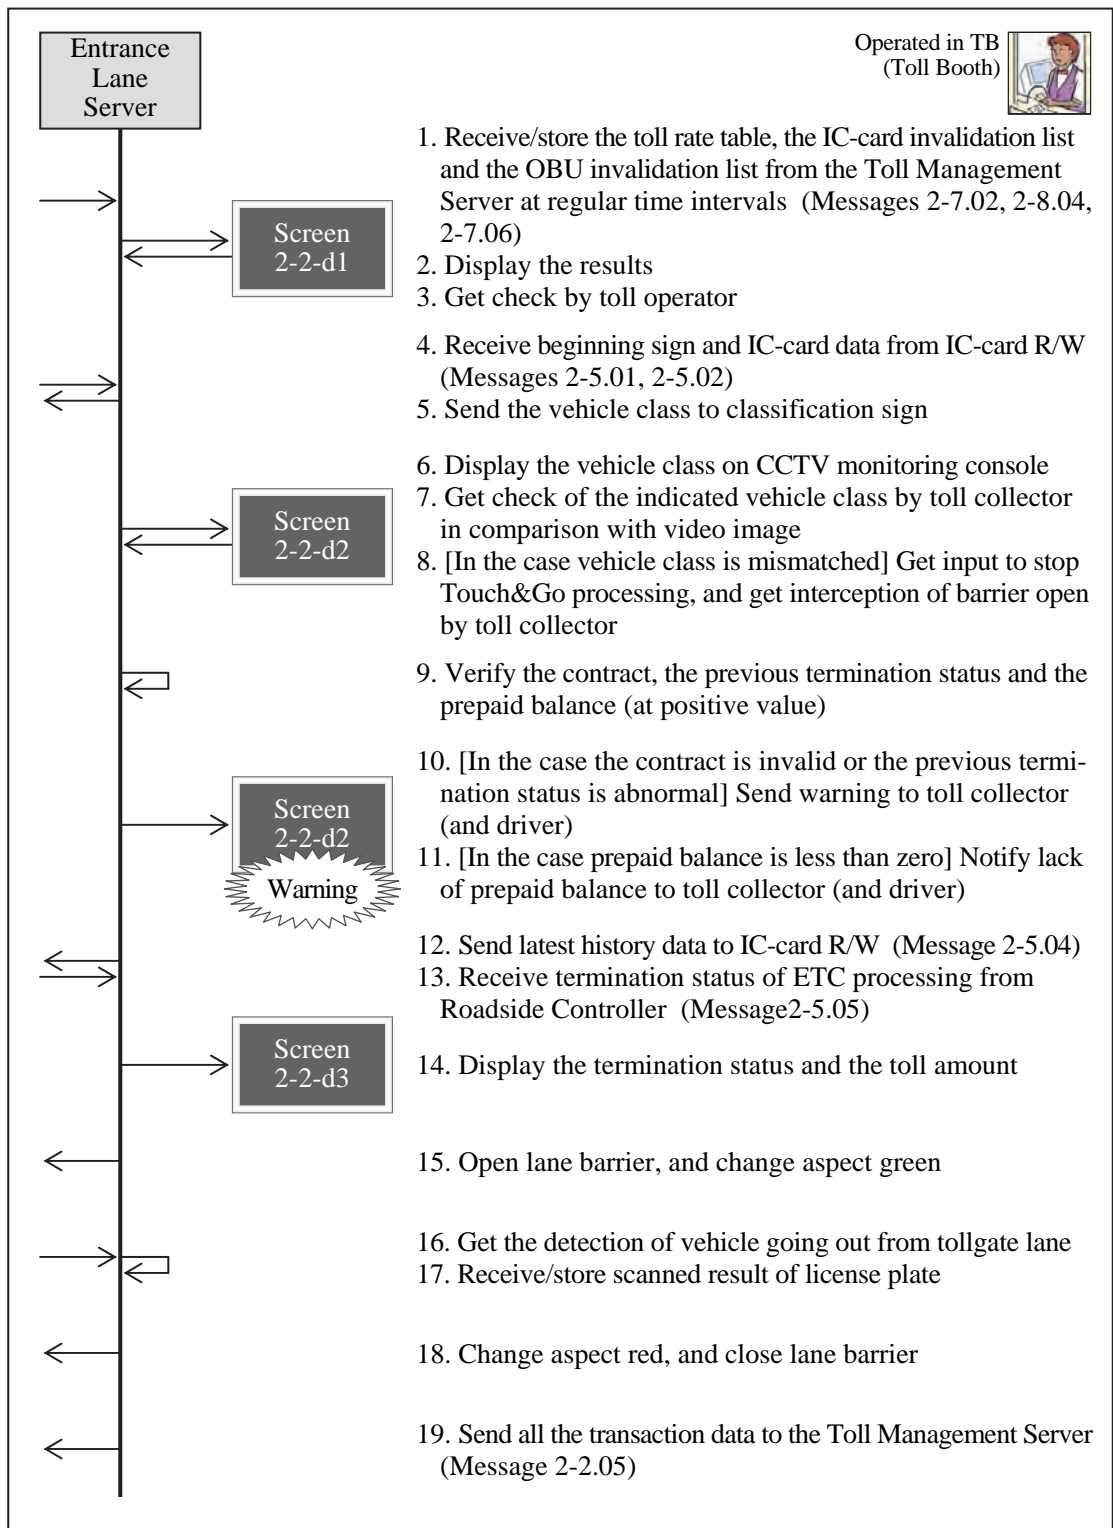 Entrance
Lane
Server
Operated in TB
(Toll Booth)
1. Receive/store the toll rate table, the IC-card invalidation list
and the OBU invalidation list from the Toll Management
Server at regular time intervals (Messages 2-7.02, 2-8.04,
2-7.06)
Screen
2-2-d1
2. Display the results
3. Get check by toll operator
4. Receive beginning sign and IC-card data from IC-card R/W
(Messages 2-5.01, 2-5.02)
5. Send the vehicle class to classification sign
6. Display the vehicle class on CCTV monitoring console
7. Get check of the indicated vehicle class by toll collector
in comparison with video image
Screen
2-2-d2
8. [In the case vehicle class is mismatched] Get input to stop
Touch&Go processing, and get interception of barrier open
by toll collector
9. Verify the contract, the previous termination status and the
prepaid balance (at positive value)
10. [In the case the contract is invalid or the previous termi-
nation status is abnormal] Send warning to toll collector
(and driver)
Screen
2-2-d2
Warning
11. [In the case prepaid balance is less than zero] Notify lack
of prepaid balance to toll collector (and driver)
12. Send latest history data to IC-card R/W (Message 2-5.04)
13. Receive termination status of ETC processing from
Roadside Controller (Message2-5.05)
Screen
2-2-d3
14. Display the termination status and the toll amount
15. Open lane barrier, and change aspect green
16. Get the detection of vehicle going out from tollgate lane
17. Receive/store scanned result of license plate
18. Change aspect red, and close lane barrier
19. Send all the transaction data to the Toll Management Server
(Message 2-2.05)